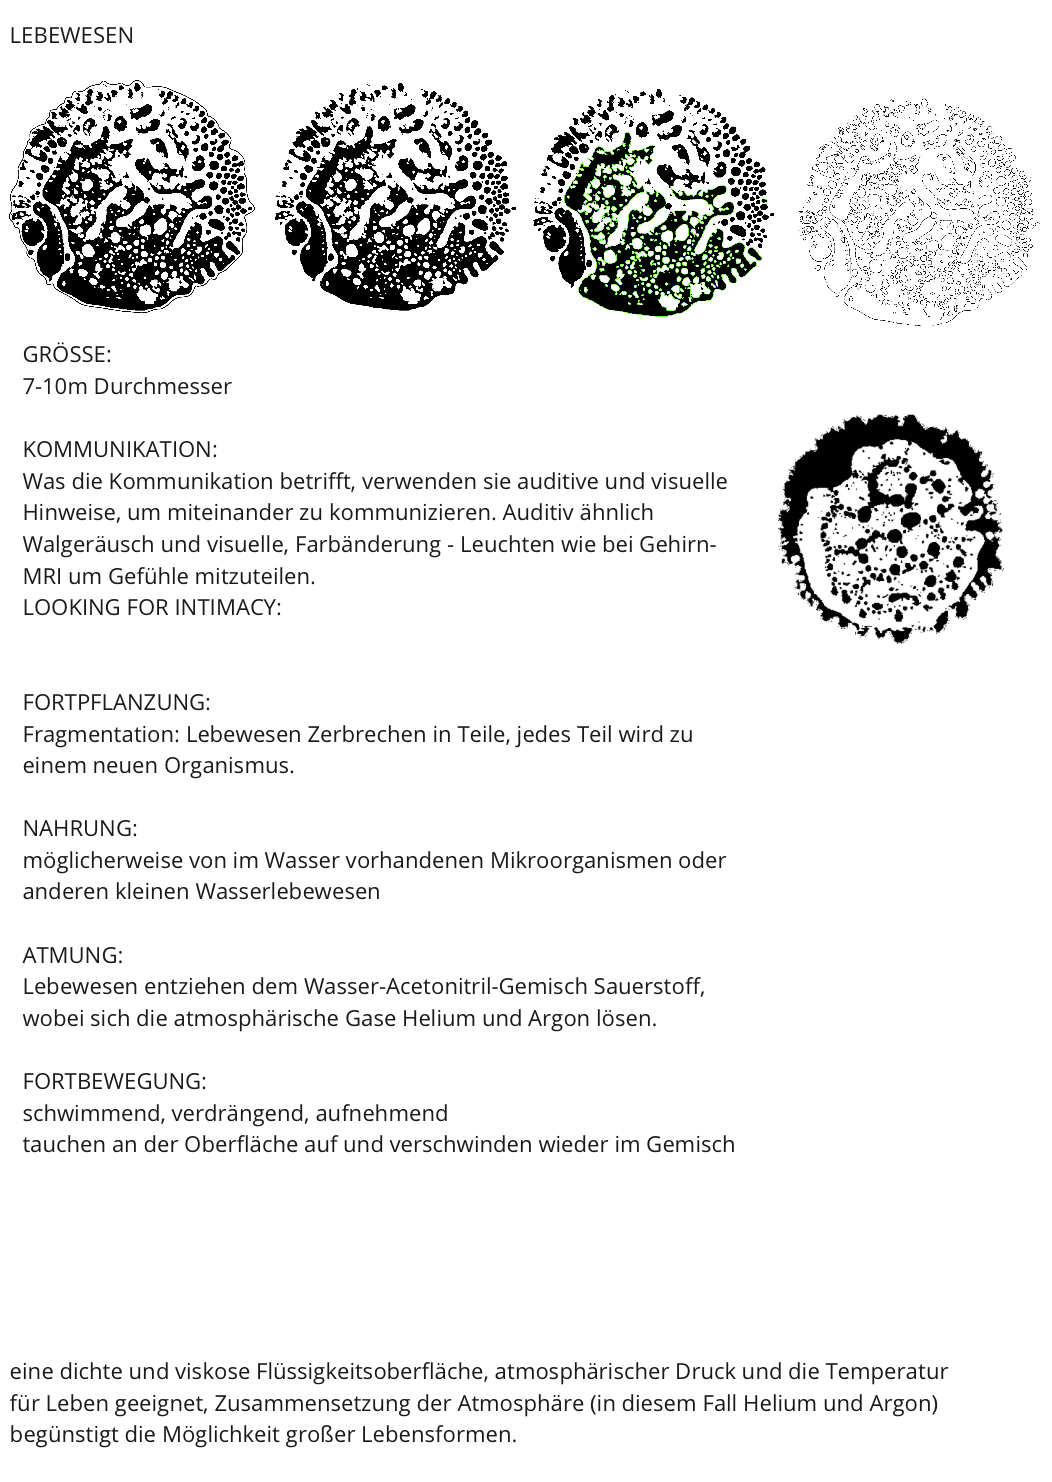 LEBEWESEN
GRÖSSE:
7-10m Durchmesser
KOMMUNIKATION:
Was die Kommunikation betrifft, verwenden sie auditive und visuelle
Hinweise, um miteinander zu kommunizieren. Auditiv ähnlich
Walgeräusch und visuelle, Farbänderung - Leuchten wie bei Gehirn-
MRI um Gefühle mitzuteilen.
LOOKING FOR INTIMACY:
FORTPFLANZUNG:
Fragmentation: Lebewesen Zerbrechen in Teile, jedes Teil wird zu
einem neuen Organismus.
NAHRUNG:
möglicherweise von im Wasser vorhandenen Mikroorganismen oder
anderen kleinen Wasserlebewesen
ATMUNG:
Lebewesen entziehen dem Wasser-Acetonitril-Gemisch Sauerstoff,
wobei sich die atmosphärische Gase Helium und Argon lösen.
FORTBEWEGUNG:
schwimmend, verdrängend, aufnehmend
tauchen an der Oberfläche auf und verschwinden wieder im Gemisch
eine dichte und viskose Flüssigkeitsoberfläche, atmosphärischer Druck und die Temperatur
für Leben geeignet, Zusammensetzung der Atmosphäre (in diesem Fall Helium und Argon)
begünstigt die Möglichkeit großer Lebensformen.